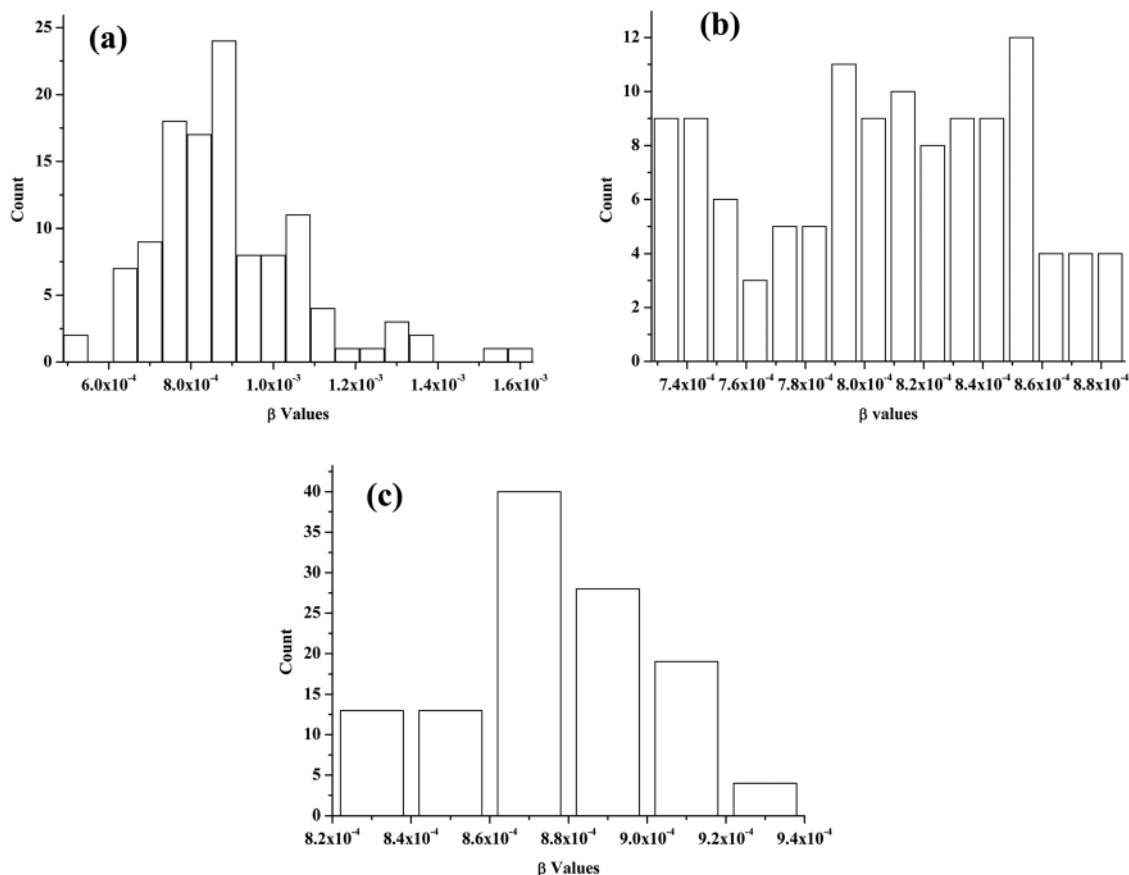 (a)
25
20
15
10
5
0
Count
6.0x10⁻⁴ 8.0x10⁻⁴ 1.0x10⁻³ 1.2x10⁻³ 1.4x10⁻³ 1.6x10⁻³
β Values
(b)
12
10
8
6
4
2
0
Count
7.4x10⁻⁴ 7.6x10⁻⁴ 7.8x10⁻⁴ 8.0x10⁻⁴ 8.2x10⁻⁴ 8.4x10⁻⁴ 8.6x10⁻⁴ 8.8x10⁻⁴
β values
(c)
40
35
30
25
20
15
10
5
0
Count
8.2x10⁻⁴ 8.4x10⁻⁴ 8.6x10⁻⁴ 8.8x10⁻⁴ 9.0x10⁻⁴ 9.2x10⁻⁴ 9.4x10⁻⁴
β Values